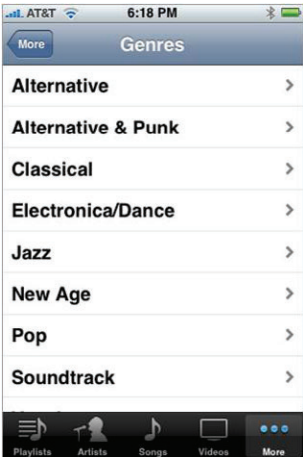 AT&T 6:18 PM
More Genres
Alternative
Alternative & Punk
Classical
Electronica/Dance
Jazz
New Age
Pop
Soundtrack
Playlists Artists Songs Videos More